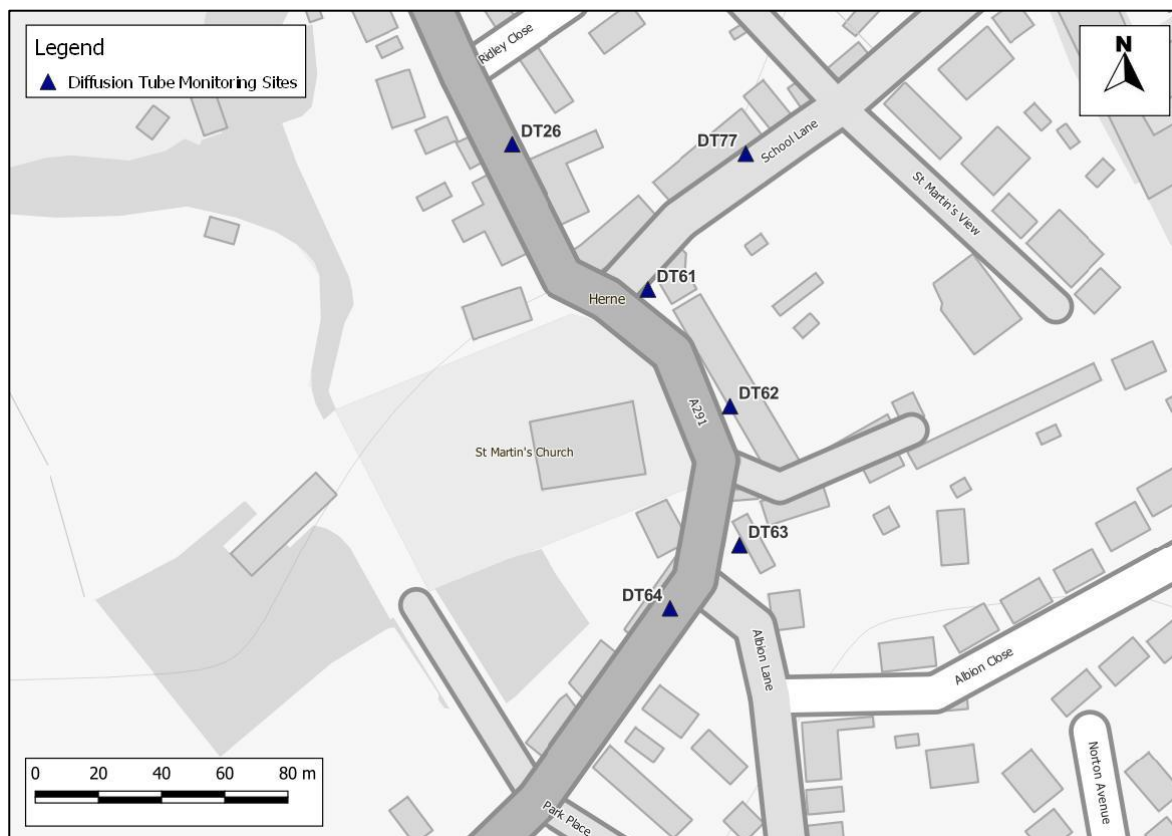 Legend
Diffusion Tube Monitoring Sites
N
Ridley Close
DT26
DT77
School Lane
St Martin's View
DT61
Herne
DT62
A291
St Martin's Church
DT63
DT64
Albion Lane
Albion Close
Norton Avenue
0 20 40 60 80 m
Park Place